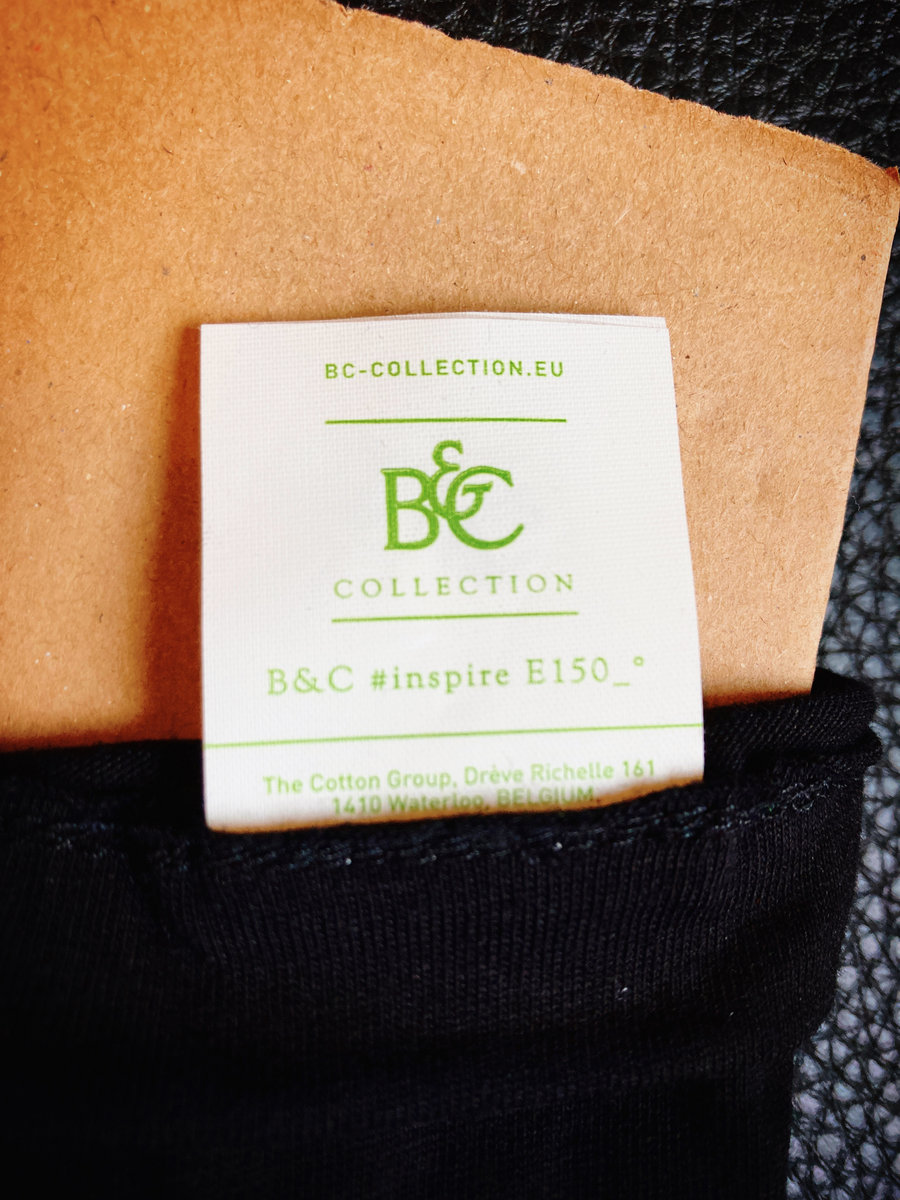 BC-COLLECTION.EU
B&C
COLLECTION
B&C #inspire E150_°
The Cotton Group, Drève Richelle 161
1410 Waterloo, BELGIUM